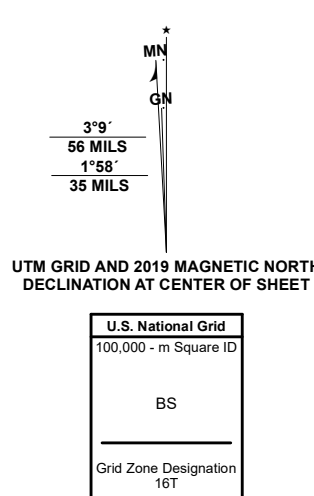 ★
MN
GN
3°9´
56 MILS
1°58´
35 MILS
UTM GRID AND 2019 MAGNETIC NORTH
DECLINATION AT CENTER OF SHEET
U.S. National Grid
100,000 - m Square ID
BS
Grid Zone Designation
16T